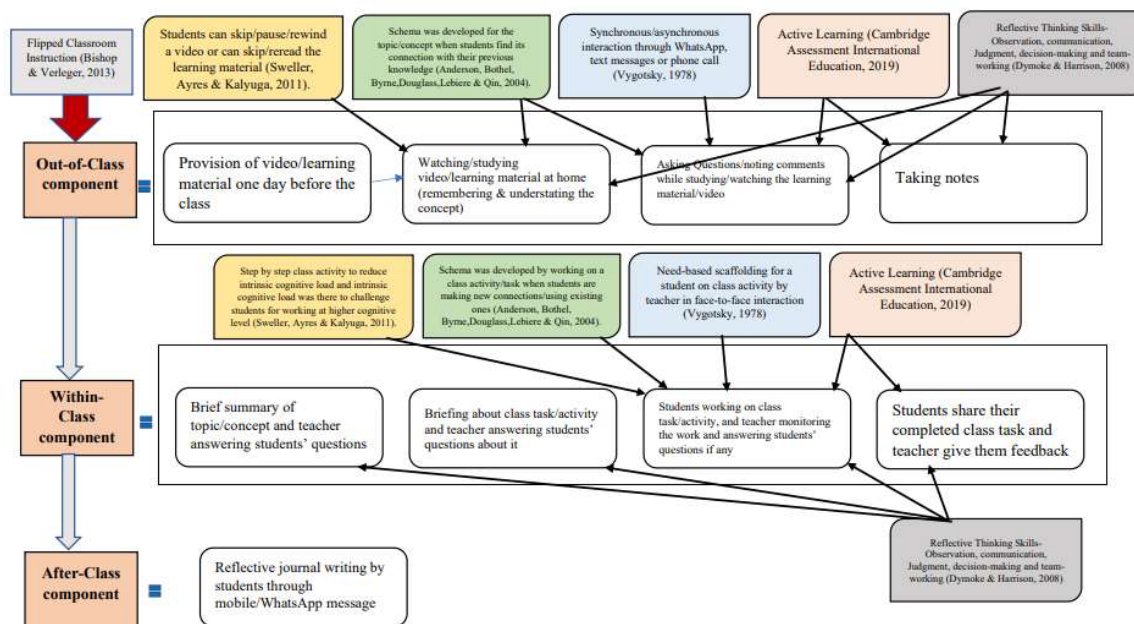 Flipped Classroom
Instruction (Bishop
& Verleger, 2013)
Students can skip/pause/rewind
a video or can skip/reread the
learning material (Sweller,
Ayres & Kalyuga, 2011).
Schema was developed for the
topic/concept when students find its
connection with their previous
knowledge (Anderson, Bothel,
Byrne,Douglass,Lebiere & Qin, 2004).
Synchronous/asynchronous
interaction through WhatsApp,
text messages or phone call
(Vygotsky, 1978)
Active Learning (Cambridge
Assessment International
Education, 2019)
Reflective Thinking Skills-
Observation, communication,
Judgment, decision-making and team-
working (Dymoke & Harrison, 2008)
Out-of-Class
component
Provision of video/learning
material one day before the
class
Watching/studying
video/learning material at home
(remembering & understating the
concept)
Asking Questions/noting comments
while studying/watching the learning
material/video
Taking notes
Step by step class activity to reduce
intrinsic cognitive load and intrinsic
cognitive load was there to challenge
students for working at higher cognitive
level (Sweller, Ayres & Kalyuga, 2011).
Schema was developed by working on a
class activity/task when students are
making new connections/using existing
ones (Anderson, Bothel,
Byrne,Douglass,Lebiere & Qin, 2004).
Need-based scaffolding for a
student on class activity by
teacher in face-to-face interaction
(Vygotsky, 1978)
Active Learning (Cambridge
Assessment International
Education, 2019)
Within-
Class
component
Brief summary of
topic/concept and teacher
answering students' questions
Briefing about class task/activity
and teacher answering students'
questions about it
Students working on class
task/activity, and teacher monitoring
the work and answering students'
questions if any
Students share their
completed class task and
teacher give them feedback
Reflective Thinking Skills-
Observation, communication,
Judgment, decision-making and team-
working (Dymoke & Harrison, 2008)
After-Class
component
Reflective journal writing by
students through
mobile/WhatsApp message